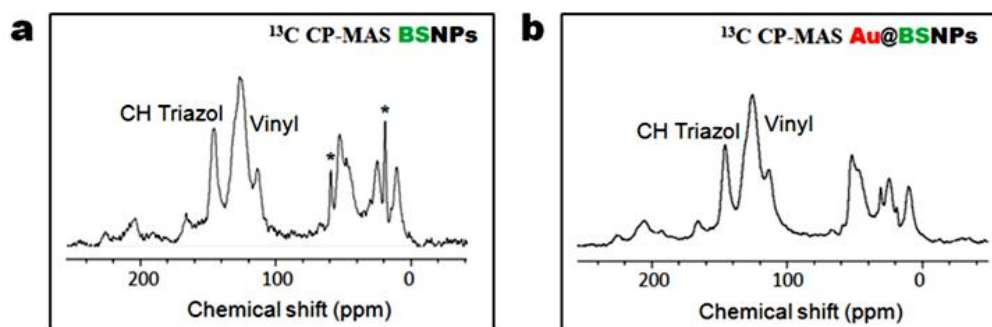 a
¹³C CP-MAS BSNPs
CH Triazol
Vinyl
*
*
200
100
0
Chemical shift (ppm)
b
¹³C CP-MAS Au@BSNPs
CH Triazol
Vinyl
200
100
0
Chemical shift (ppm)